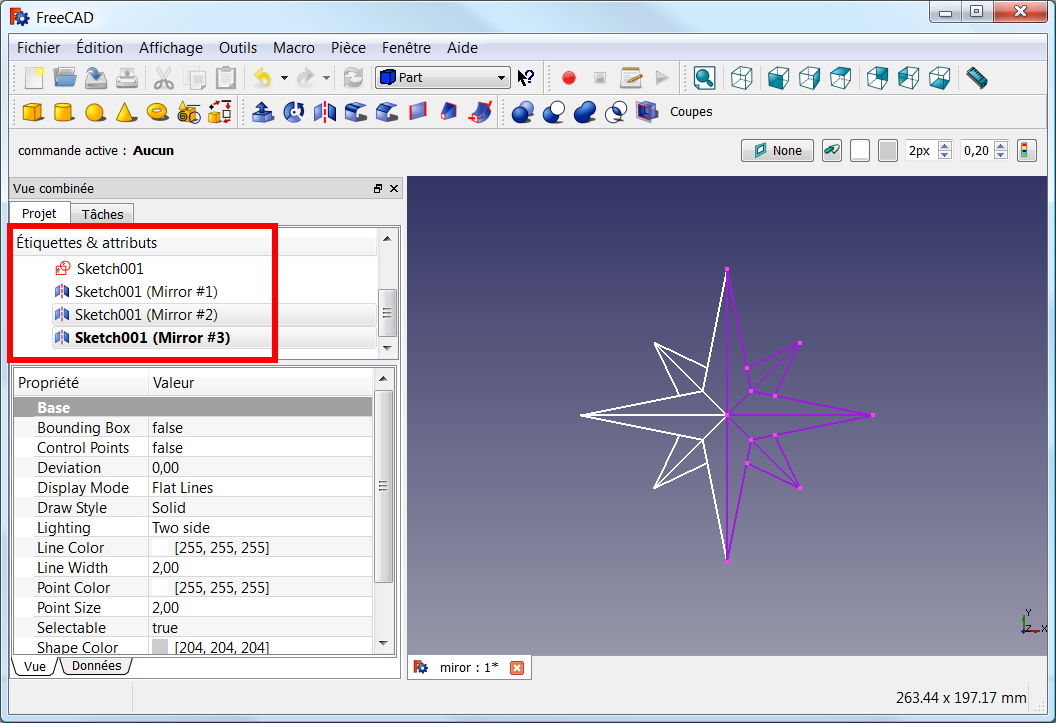 FreeCAD
Fichier Édition Affichage Outils Macro Pièce Fenêtre Aide
Part
Coupes
commande active : Aucun
None
2px
0,20
Vue combinée
Projet Tâches
Étiquettes & attributs
Sketch001
Sketch001 (Mirror #1)
Sketch001 (Mirror #2)
Sketch001 (Mirror #3)
Propriété Valeur
Base
Bounding Box false
Control Points false
Deviation 0,00
Display Mode Flat Lines
Draw Style Solid
Lighting Two side
Line Color [255, 255, 255]
Line Width 2,00
Point Color [255, 255, 255]
Point Size 2,00
Selectable true
Shape Color [204, 204, 204]
Vue Données
Y
Z X
miror : 1*
263.44 x 197.17 mm